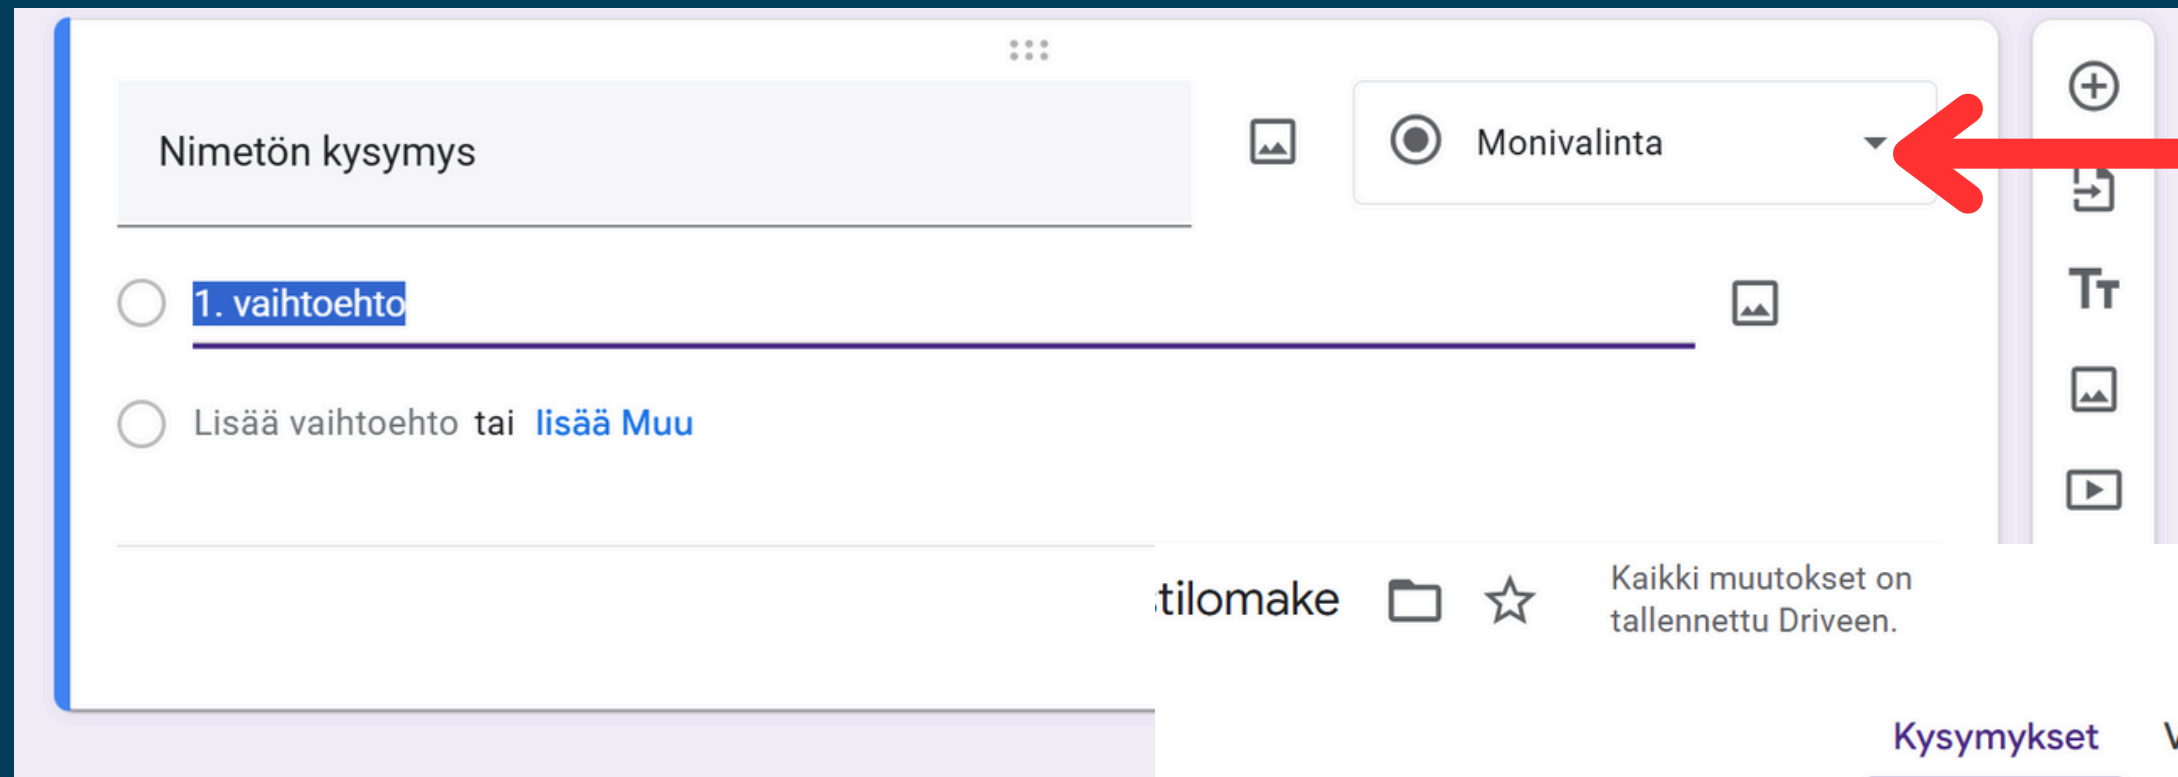 Nimetön kysymys
Monivalinta
1. vaihtoehto
Lisää vaihtoehto tai lisää Muu
tilomake
Kaikki muutokset on
tallennettu Driveen.
Kysymykset